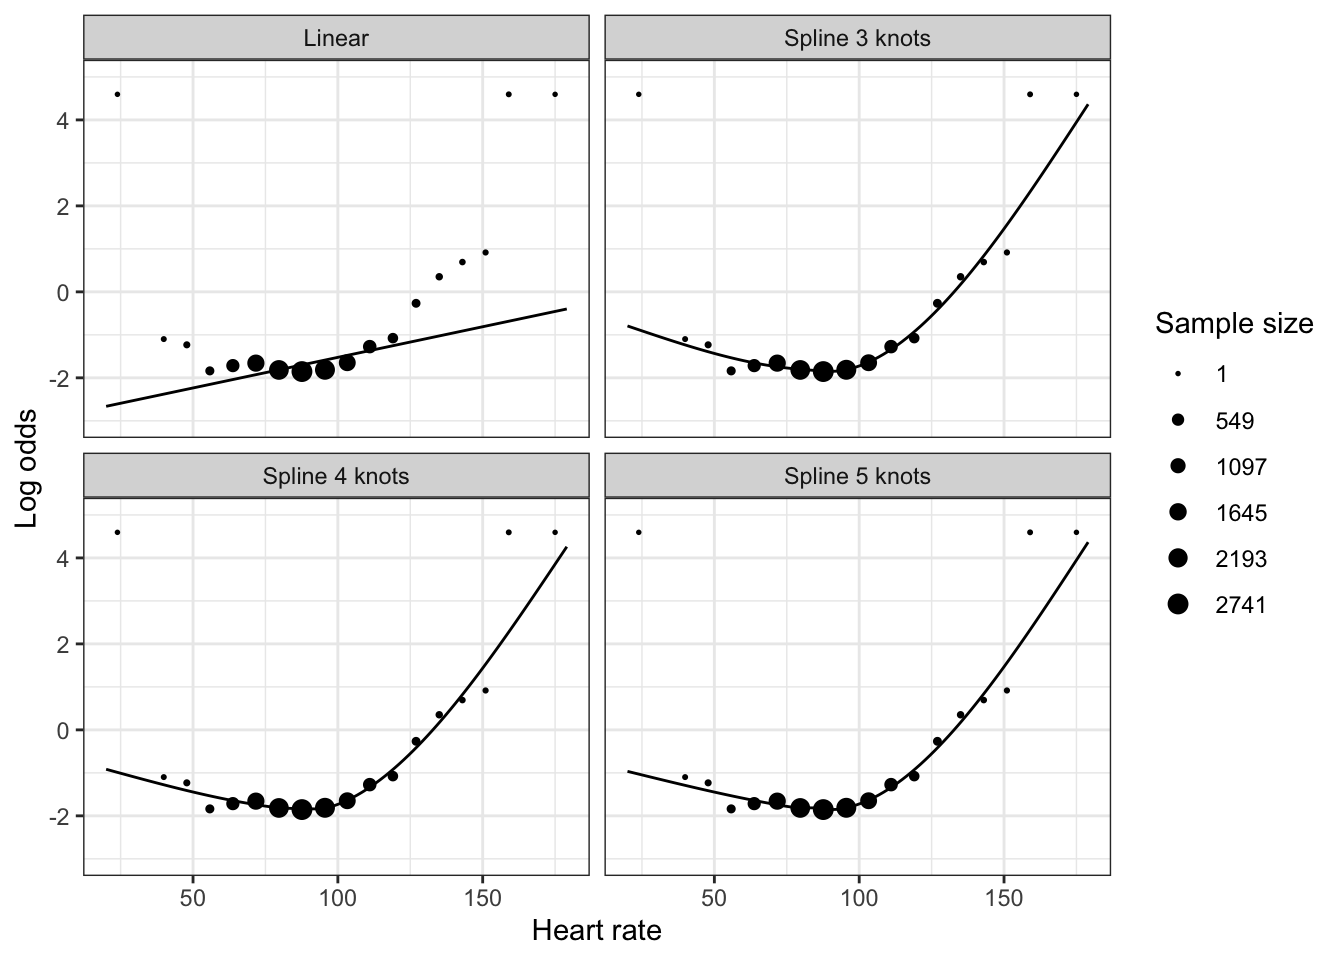 Linear
Spline 3 knots
4
2
0
-2
Spline 4 knots
Spline 5 knots
4
2
0
-2
50
100
150
50
100
150
Log odds
Heart rate
Sample size
1
549
1097
1645
2193
2741